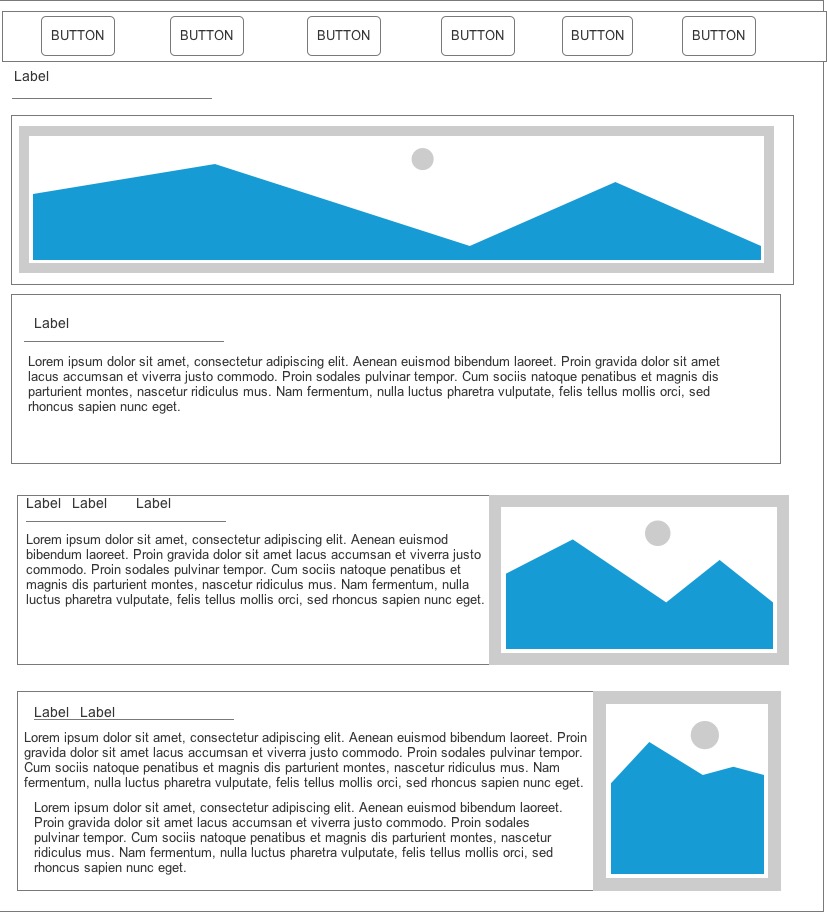 BUTTON BUTTON BUTTON BUTTON BUTTON BUTTON
Label
Label
Lorem ipsum dolor sit amet, consectetur adipiscing elit. Aenean euismod bibendum laoreet. Proin gravida dolor sit amet
lacus accumsan et viverra justo commodo. Proin sodales pulvinar tempor. Cum sociis natoque penatibus et magnis dis
parturient montes, nascetur ridiculus mus. Nam fermentum, nulla luctus pharetra vulputate, felis tellus mollis orci, sed
rhoncus sapien nunc eget.
Label Label Label
Lorem ipsum dolor sit amet, consectetur adipiscing elit. Aenean euismod
bibendum laoreet. Proin gravida dolor sit amet lacus accumsan et viverra justo
commodo. Proin sodales pulvinar tempor. Cum sociis natoque penatibus et
magnis dis parturient montes, nascetur ridiculus mus. Nam fermentum, nulla
luctus pharetra vulputate, felis tellus mollis orci, sed rhoncus sapien nunc eget.
Label Label
Lorem ipsum dolor sit amet, consectetur adipiscing elit. Aenean euismod bibendum laoreet. Proin
gravida dolor sit amet lacus accumsan et viverra justo commodo. Proin sodales pulvinar tempor.
Cum sociis natoque penatibus et magnis dis parturient montes, nascetur ridiculus mus. Nam
fermentum, nulla luctus pharetra vulputate, felis tellus mollis orci, sed rhoncus sapien nunc eget.
Lorem ipsum dolor sit amet, consectetur adipiscing elit. Aenean euismod bibendum laoreet.
Proin gravida dolor sit amet lacus accumsan et viverra justo commodo. Proin sodales
pulvinar tempor. Cum sociis natoque penatibus et magnis dis parturient montes, nascetur
ridiculus mus. Nam fermentum, nulla luctus pharetra vulputate, felis tellus mollis orci, sed
rhoncus sapien nunc eget.